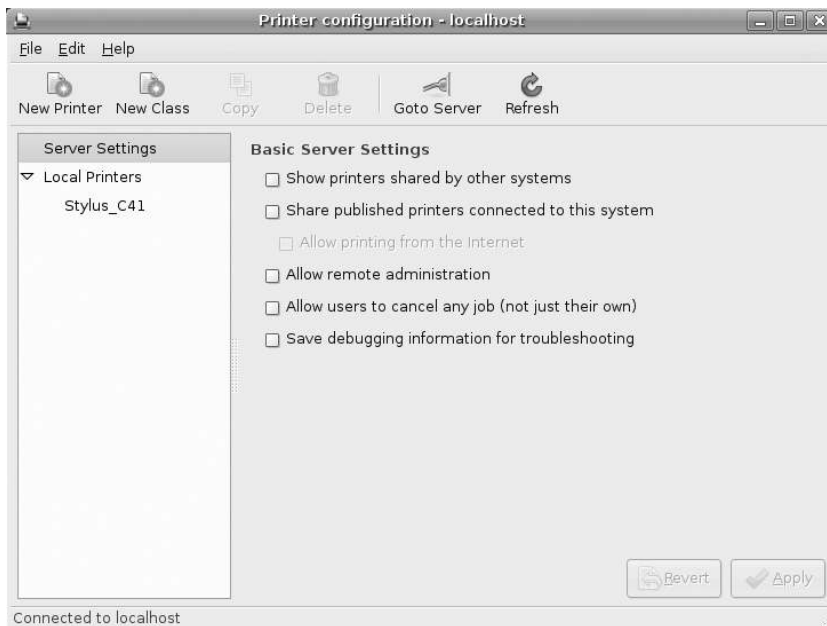 Printer configuration - localhost
File Edit Help
New Printer New Class Copy Delete Goto Server Refresh
Server Settings
Local Printers
Stylus_C41
Basic Server Settings
Show printers shared by other systems
Share published printers connected to this system
Allow printing from the Internet
Allow remote administration
Allow users to cancel any job (not just their own)
Save debugging information for troubleshooting
Revert Apply
Connected to localhost